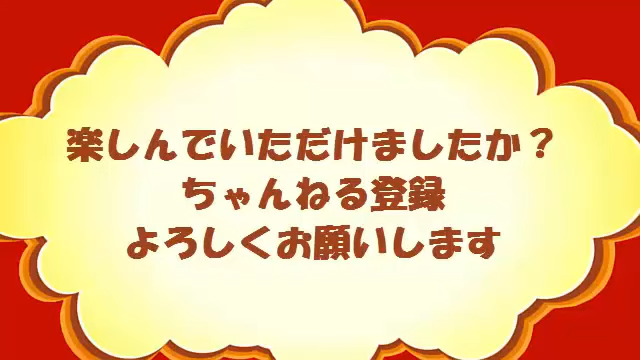 楽しんでいただけましたか？
ちゃんねる登録
よろしくお願いします